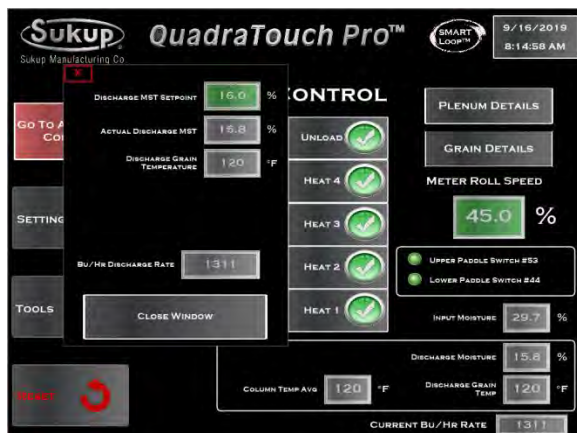 Sukup
Sukup Manufacturing Co
QuadraTouch Pro™
SMART
LOOP™
9/16/2019
8:14:58 AM
X
DISCHARGE MST SETPOINT 16.0 %
ACTUAL DISCHARGE MST 15.8 %
DISCHARGE GRAIN
TEMPERATURE 120 °F
BU/HR DISCHARGE RATE 1311
CLOSE WINDOW
GO TO A
CO
SETTING
TOOLS
CONTROL
UNLOAD
HEAT 4
HEAT 3
HEAT 2
HEAT 1
PLENUM DETAILS
GRAIN DETAILS
METER ROLL SPEED
45.0 %
UPPER PADDLE SWITCH #53
LOWER PADDLE SWITCH #44
INPUT MOISTURE 29.7 %
DISCHARGE MOISTURE 15.8 %
COLUMN TEMP AVG 120 °F
DISCHARGE GRAIN
TEMP 120 °F
CURRENT BU/HR RATE 1311